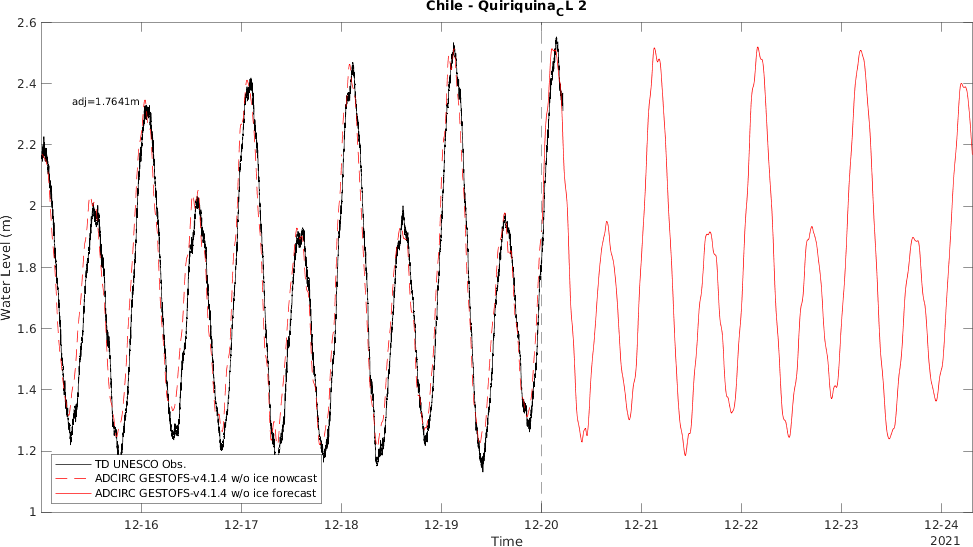 Chile - Quiriquina_CL 2
2.6
2.4
adj=1.7641m
2.2
2
1.8
1.6
1.4
1.2
1
Water Level (m)
TD UNESCO Obs.
ADCIRC GESTOFS-v4.1.4 w/o ice nowcast
ADCIRC GESTOFS-v4.1.4 w/o ice forecast
12-16 12-17 12-18 12-19 12-20 12-21 12-22 12-23 12-24
Time 2021